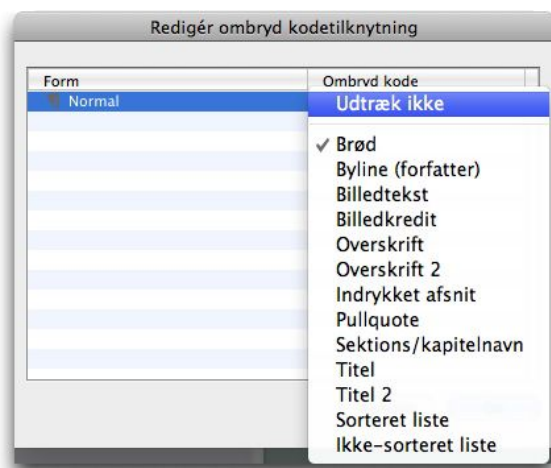 Redigér ombryd kodetilknytning
Form
Ombryd kode
Normal
Udtræk ikke
Brød
Byline (forfatter)
Billedtekst
Billedkredit
Overskrift
Overskrift 2
Indrykket afsnit
Pullquote
Sektions/kapitelnavn
Titel
Titel 2
Sorteret liste
Ikke-sorteret liste